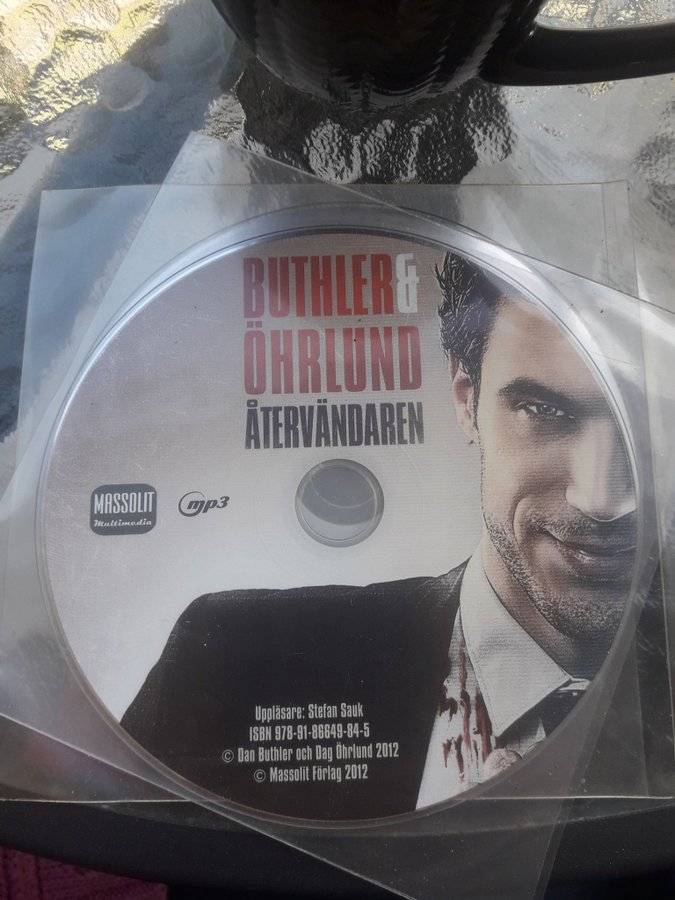 BUTHLER &
ÖHRLUND
ÅTERVÄNDAREN
MASSOLIT
Multimedia
mp3
Uppläsare: Stefan Sauk
ISBN 978-91-86649-84-5
© Dan Buthler och Dag Öhrlund 2012
© Massolit Förlag 2012